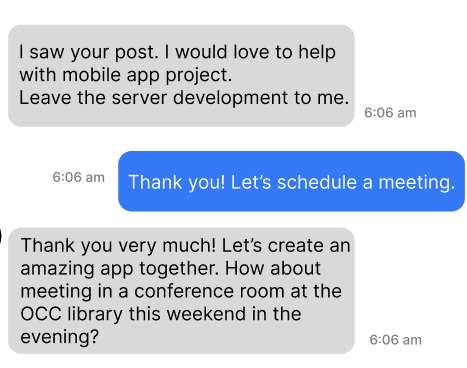 I saw your post. I would love to help
with mobile app project.
Leave the server development to me.
6:06 am
6:06 am
Thank you! Let’s schedule a meeting.
Thank you very much! Let’s create an
amazing app together. How about
meeting in a conference room at the
OCC library this weekend in the
evening?
6:06 am